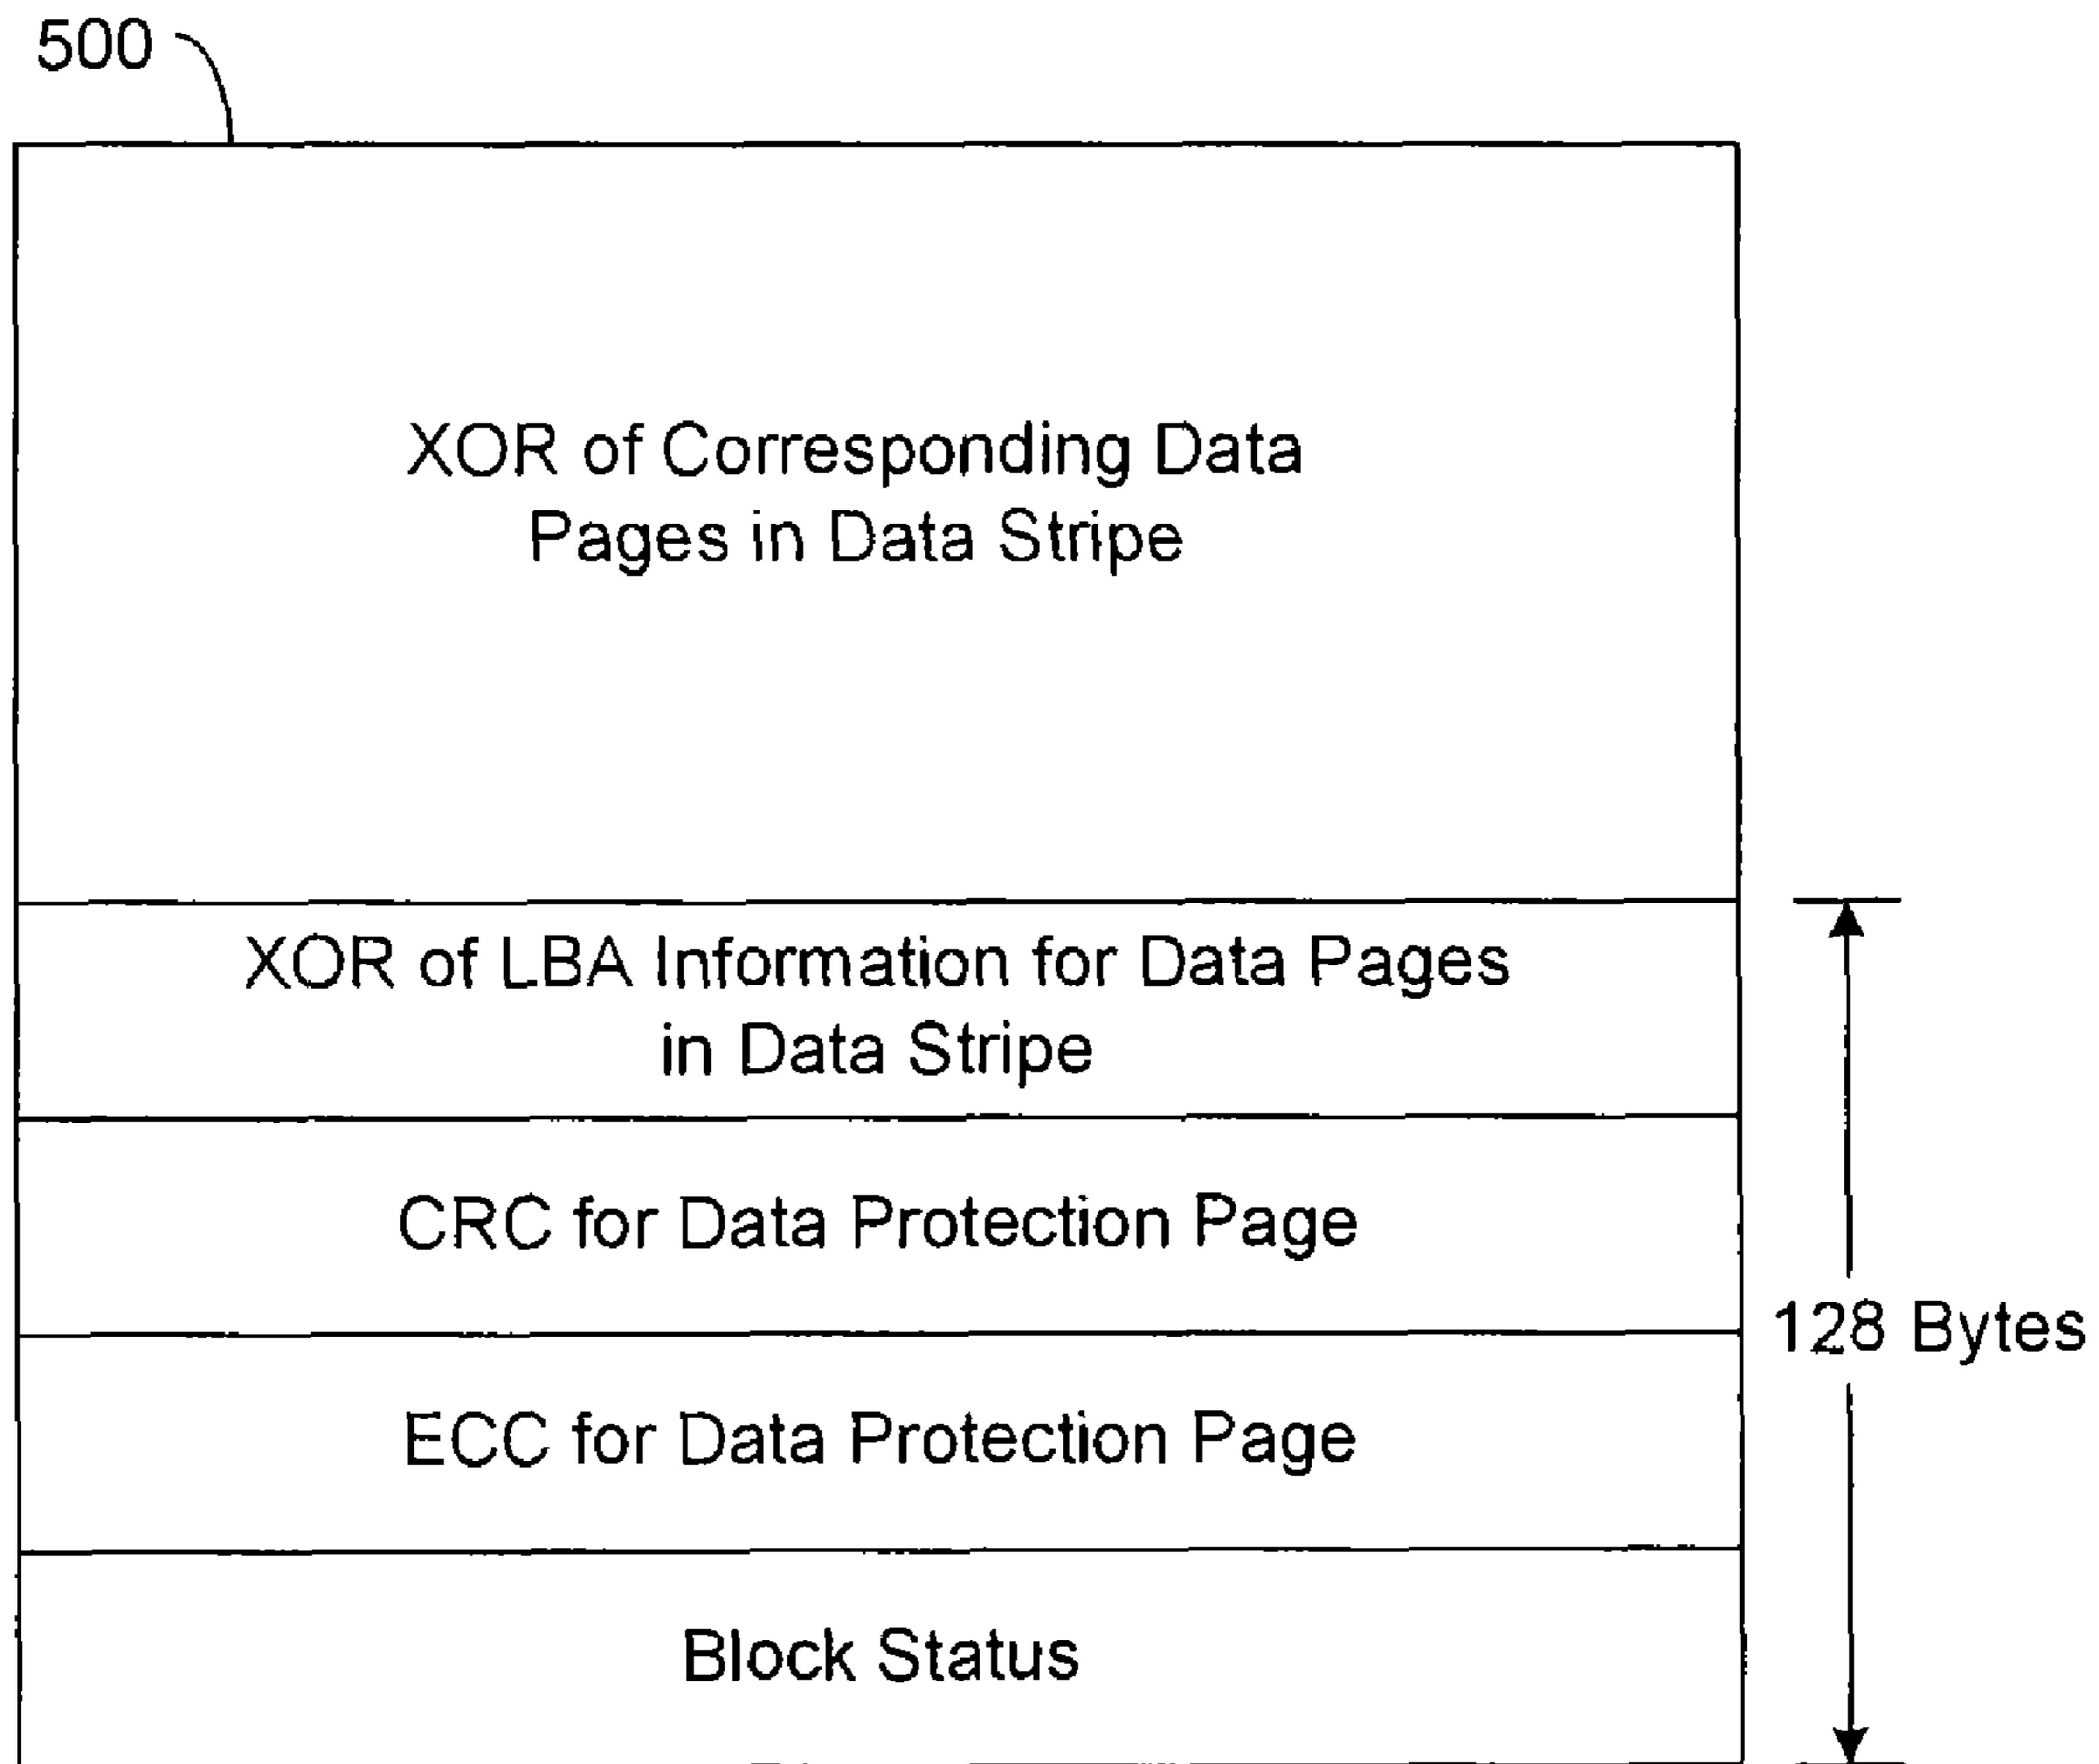 500
XOR of Corresponding Data
Pages in Data Stripe
XOR of LBA Information for Data Pages
in Data Stripe
CRC for Data Protection Page
128 Bytes
ECC for Data Protection Page
Block Status